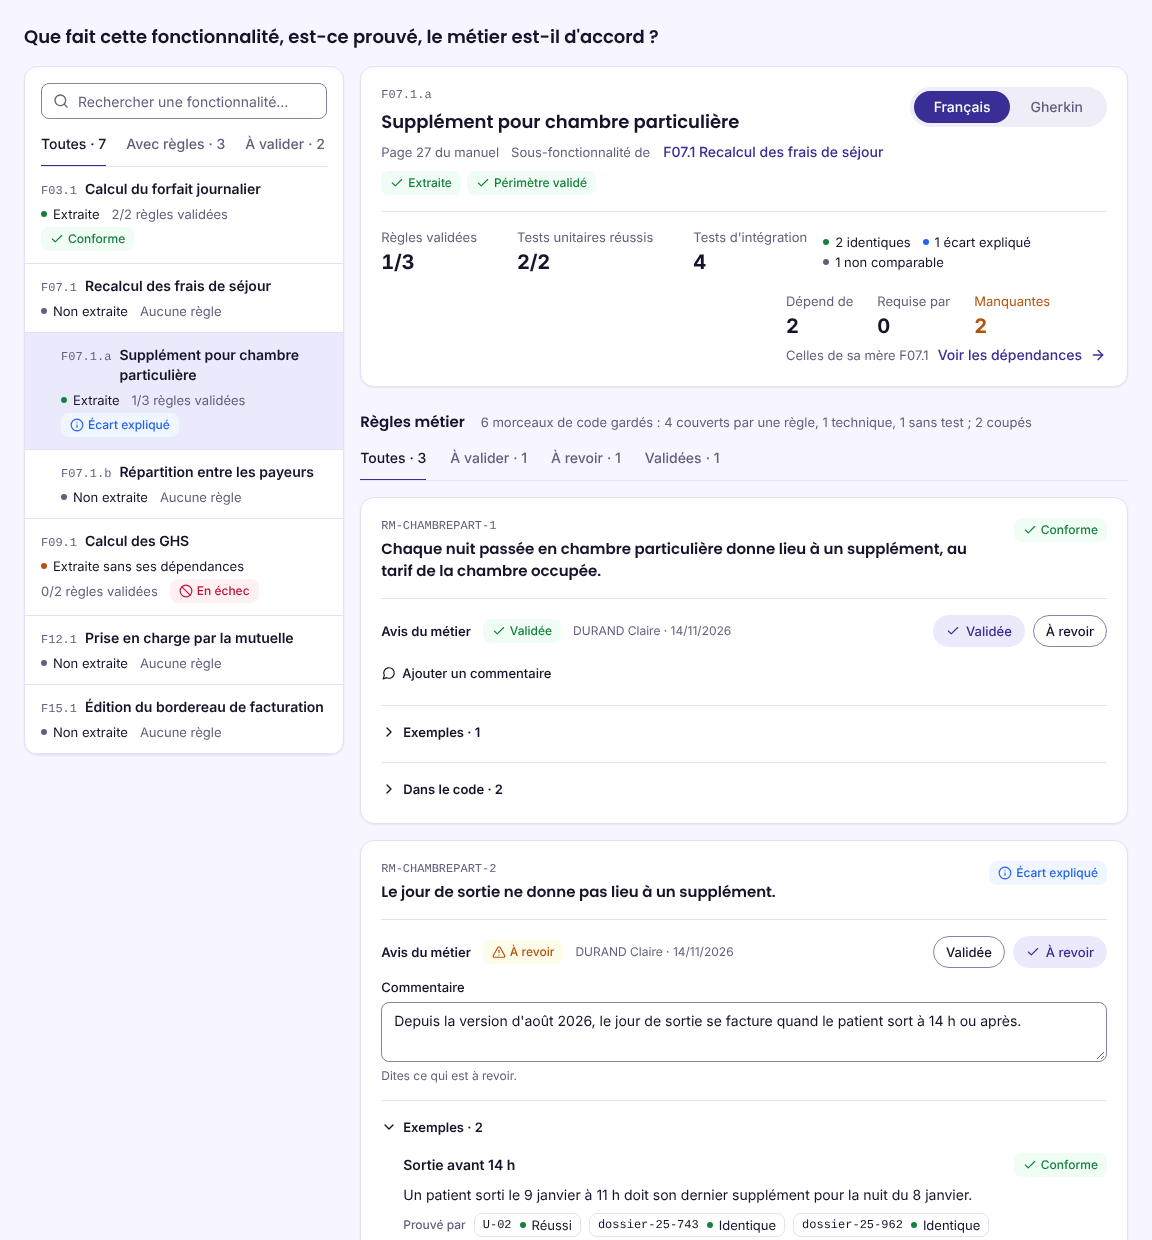 Que fait cette fonctionnalité, est-ce prouvé, le métier est-il d'accord ?
Rechercher une fonctionnalité…
Toutes · 7 Avec règles · 3 À valider · 2
F03.1 Calcul du forfait journalier
Extraite 2/2 règles validées
Conforme
F07.1 Recalcul des frais de séjour
Non extraite Aucune règle
F07.1.a Supplément pour chambre
particulière
Extraite 1/3 règles validées
Écart expliqué
F07.1.b Répartition entre les payeurs
Non extraite Aucune règle
F09.1 Calcul des GHS
Extraite sans ses dépendances
0/2 règles validées En échec
F12.1 Prise en charge par la mutuelle
Non extraite Aucune règle
F15.1 Édition du bordereau de facturation
Non extraite Aucune règle
F07.1.a
Supplément pour chambre particulière
Français Gherkin
Page 27 du manuel Sous-fonctionnalité de F07.1 Recalcul des frais de séjour
Extraite Périmètre validé
Règles validées
1/3
Tests unitaires réussis
2/2
Tests d'intégration
4
2 identiques 1 écart expliqué
1 non comparable
Dépend de
2
Requise par
0
Manquantes
2
Celles de sa mère F07.1 Voir les dépendances
Règles métier 6 morceaux de code gardés : 4 couverts par une règle, 1 technique, 1 sans test ; 2 coupés
Toutes · 3 À valider · 1 À revoir · 1 Validées · 1
RM-CHAMBREPART-1
Chaque nuit passée en chambre particulière donne lieu à un supplément, au
tarif de la chambre occupée.
Conforme
Avis du métier Validée DURAND Claire · 14/11/2026 Validée À revoir
Ajouter un commentaire
Exemples · 1
Dans le code · 2
RM-CHAMBREPART-2
Le jour de sortie ne donne pas lieu à un supplément.
Écart expliqué
Avis du métier À revoir DURAND Claire · 14/11/2026 Validée À revoir
Commentaire
Depuis la version d'août 2026, le jour de sortie se facture quand le patient sort à 14 h ou après.
Dites ce qui est à revoir.
Exemples · 2
Sortie avant 14 h
Conforme
Un patient sorti le 9 janvier à 11 h doit son dernier supplément pour la nuit du 8 janvier.
Prouvé par U-02 Réussi dossier-25-743 Identique dossier-25-962 Identique